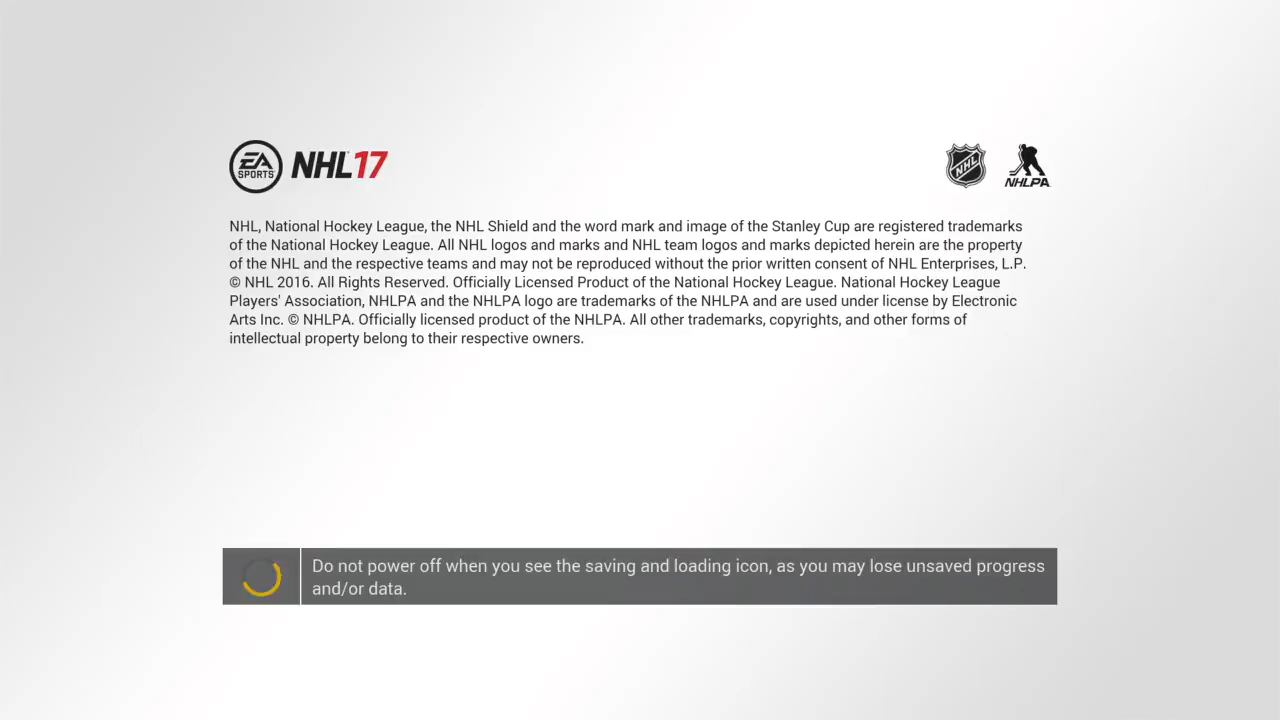 EA SPORTS NHL17
NHL NHLPA
NHL, National Hockey League, the NHL Shield and the word mark and image of the Stanley Cup are registered trademarks
of the National Hockey League. All NHL logos and marks and NHL team logos and marks depicted herein are the property
of the NHL and the respective teams and may not be reproduced without the prior written consent of NHL Enterprises, L.P.
© NHL 2016. All Rights Reserved. Officially Licensed Product of the National Hockey League. National Hockey League
Players' Association, NHLPA and the NHLPA logo are trademarks of the NHLPA and are used under license by Electronic
Arts Inc. © NHLPA. Officially licensed product of the NHLPA. All other trademarks, copyrights, and other forms of
intellectual property belong to their respective owners.
Do not power off when you see the saving and loading icon, as you may lose unsaved progress
and/or data.